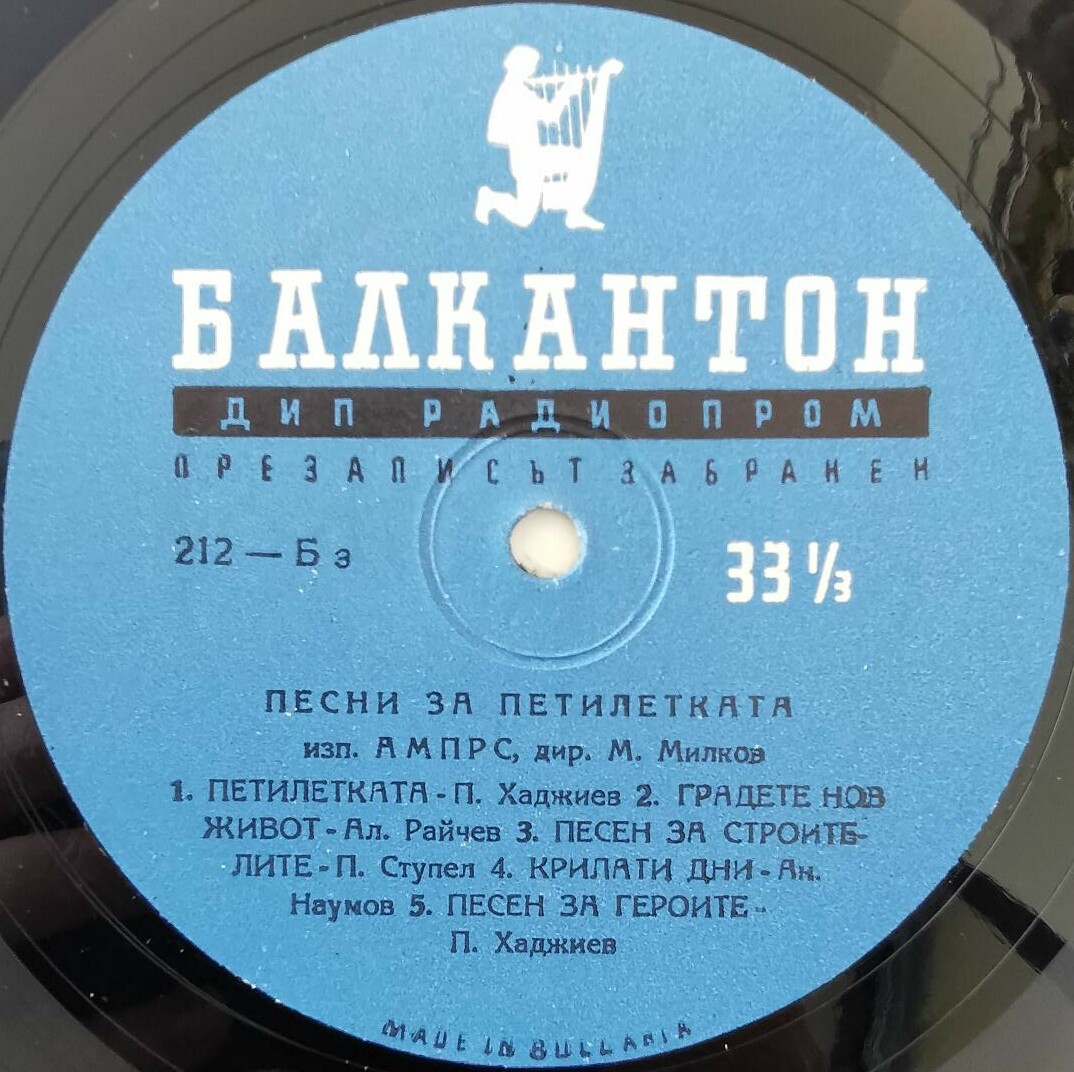 БАЛКАНТОН
ДИП РАДИОПРОМ
ПРЕЗАПИСЪТ ЗАБРАНЕН
212 — Б з
33 1/3
ПЕСНИ ЗА ПЕТИЛЕТКАТА
изп. АМПРС, дир. М. Милков
1. ПЕТИЛЕТКАТА - П. Хаджиев 2. ГРАДЕТЕ НОВ
ЖИВОТ - Ал. Райчев 3. ПЕСЕН ЗА СТРОИТЕ-
ЛИТЕ - П. Ступел 4. КРИЛАТИ ДНИ - Ан.
Наумов 5. ПЕСЕН ЗА ГЕРОИТЕ -
П. Хаджиев
MADE IN BULLARIA